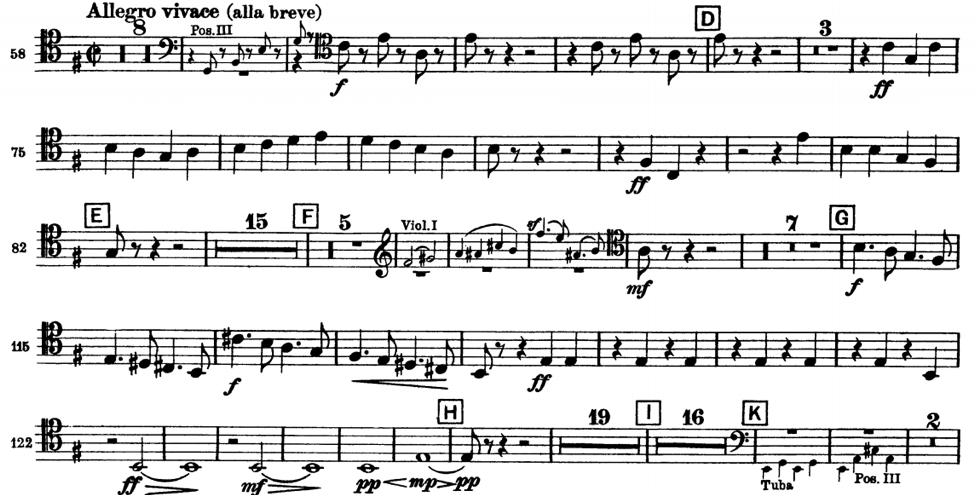 Allegro vivace (alla breve)
D
8
Pos. III
3
58
f
ff
75
ff
E
15
F
5
Viol. I
sf
7
G
82
mf
f
115
f
ff
H
19
I
16
K
2
122
ff
mf
pp
mp
pp
Tuba
Pos. III